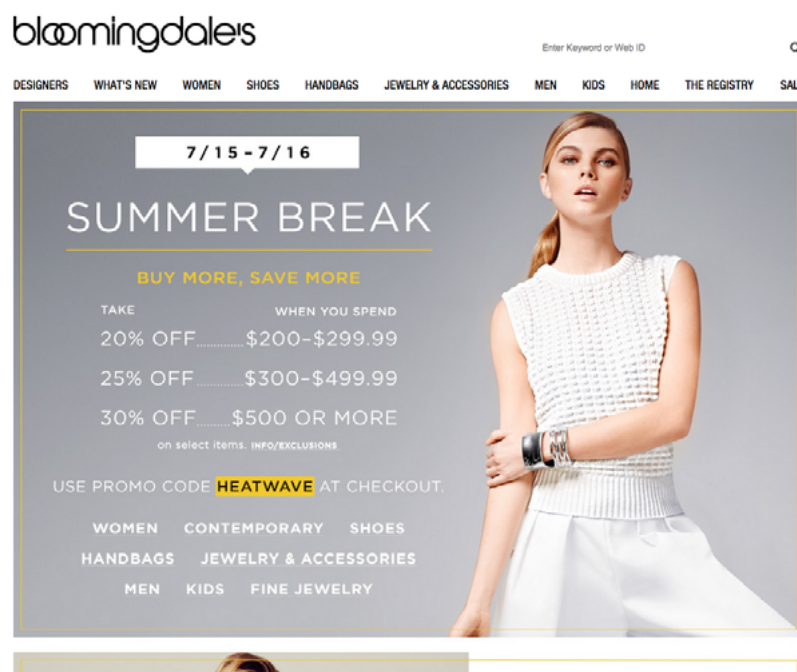 bloomingdale's
Enter Keyword or Web ID
DESIGNERS WHAT'S NEW WOMEN SHOES HANDBAGS JEWELRY & ACCESSORIES MEN KIDS HOME THE REGISTRY
7/15-7/16
SUMMER BREAK
BUY MORE, SAVE MORE
TAKE WHEN YOU SPEND
20% OFF............$200–$299.99
25% OFF............$300–$499.99
30% OFF.........$500 OR MORE
on select items. INFO/EXCLUSIONS
USE PROMO CODE HEATWAVE AT CHECKOUT.
WOMEN CONTEMPORARY SHOES
HANDBAGS JEWELRY & ACCESSORIES
MEN KIDS FINE JEWELRY